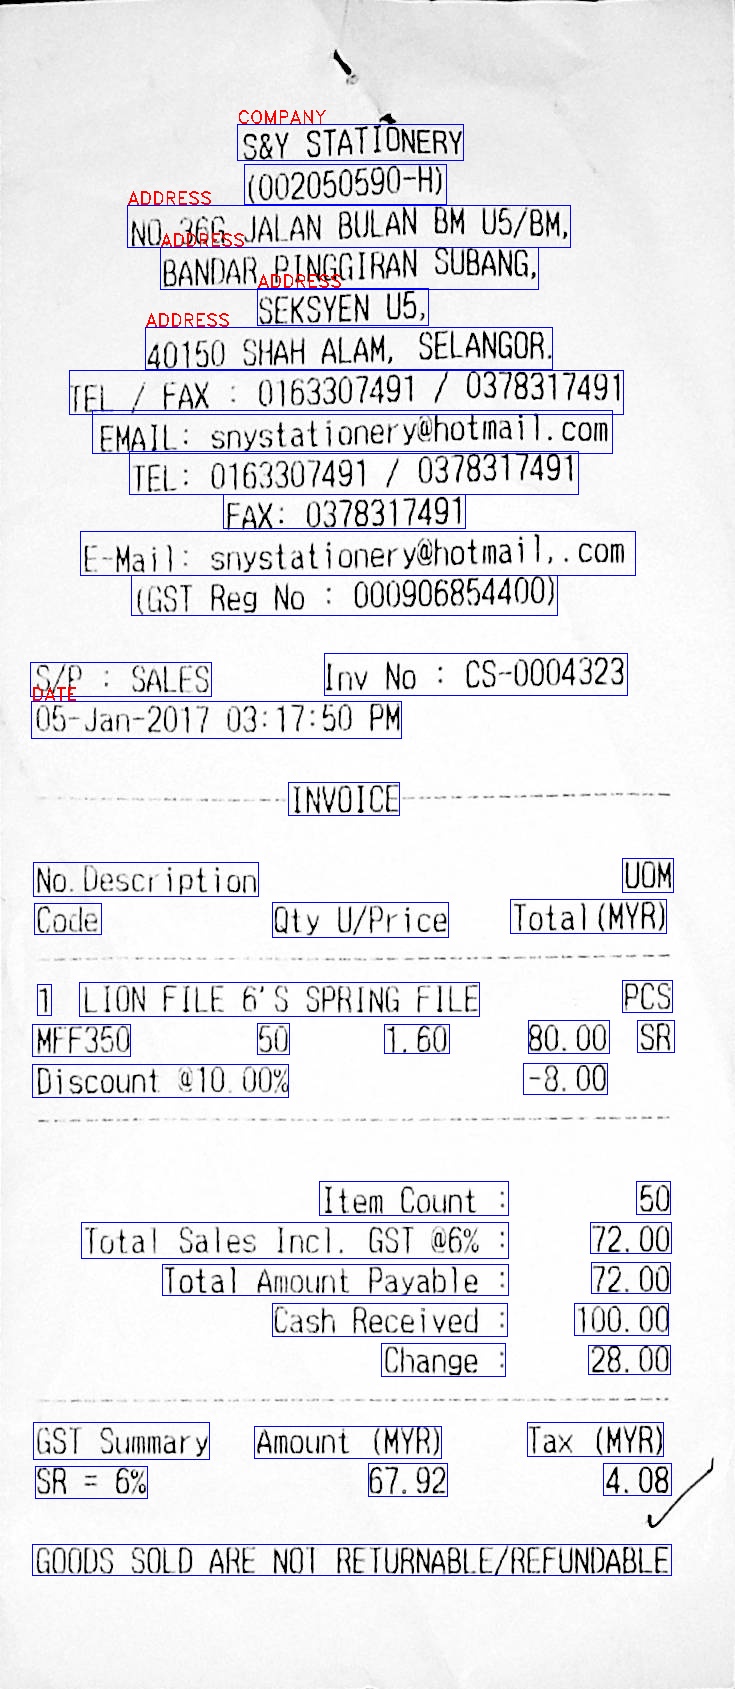 COMPANY
S&Y STATIONERY
(002050590-H)
ADDRESS
NO 36G JALAN BULAN BM U5/BM,
ADDRESS
BANDAR PINGGIRAN SUBANG,
ADDRESS
SEKSYEN U5,
ADDRESS
40150 SHAH ALAM, SELANGOR.
TEL / FAX : 0163307491 / 0378317491
EMAIL: snystationery@hotmail.com
TEL: 0163307491 / 0378317491
FAX: 0378317491
E-Mail: snystationery@hotmail,.com
(GST Reg No : 000906854400)
S/P : SALES Inv No : CS-0004323
DATE
05-Jan-2017 03:17:50 PM
INVOICE
No.Description UOM
Code Qty U/Price Total(MYR)
1 LION FILE 6'S SPRING FILE PCS
MFF350 50 1.60 80.00 SR
Discount @10.00% -8.00
Item Count : 50
Total Sales Incl. GST @6% : 72.00
Total Amount Payable : 72.00
Cash Received : 100.00
Change : 28.00
GST Summary Amount (MYR) Tax (MYR)
SR = 6% 67.92 4.08
GOODS SOLD ARE NOT RETURNABLE/REFUNDABLE